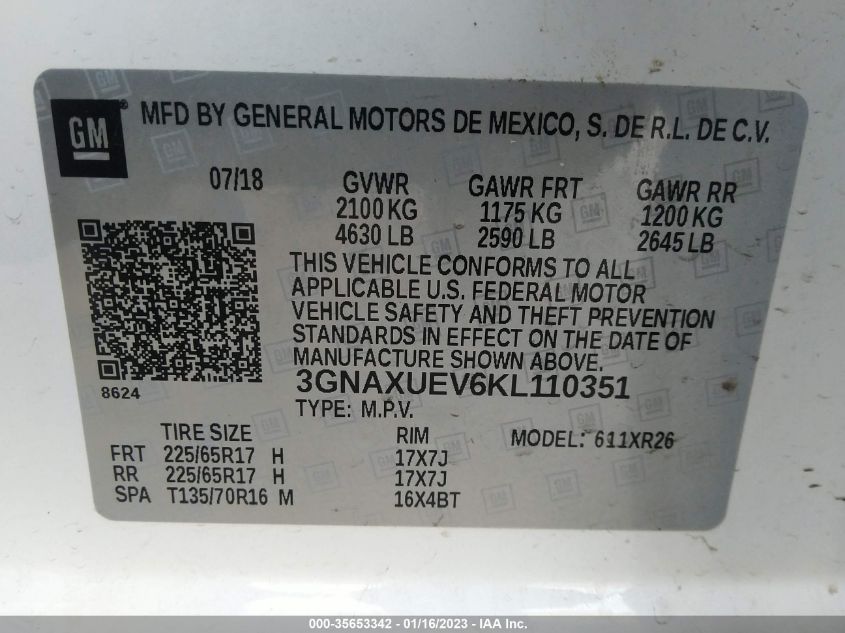 GM
MFD BY GENERAL MOTORS DE MEXICO, S. DE R.L. DE C.V.
07/18 GVWR GAWR FRT GAWR RR
2100 KG 1175 KG 1200 KG
4630 LB 2590 LB 2645 LB
THIS VEHICLE CONFORMS TO ALL
APPLICABLE U.S. FEDERAL MOTOR
VEHICLE SAFETY AND THEFT PREVENTION
STANDARDS IN EFFECT ON THE DATE OF
MANUFACTURE SHOWN ABOVE.
8624 3GNAXUEV6KL110351
TYPE: M.P.V.
TIRE SIZE RIM MODEL: 611XR26
FRT 225/65R17 H 17X7J
RR 225/65R17 H 17X7J
SPA T135/70R16 M 16X4BT
000-35653342 - 01/16/2023 - IAA Inc.